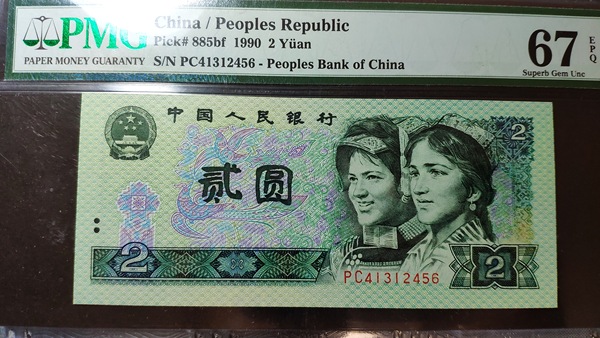 PMG
PAPER MONEY GUARANTY
China / Peoples Republic
Pick# 885bf 1990 2 Yüan
S/N PC41312456 - Peoples Bank of China
67 EPQ
Superb Gem Unc
中国人民银行
2
贰圆
PC41312456
2
2